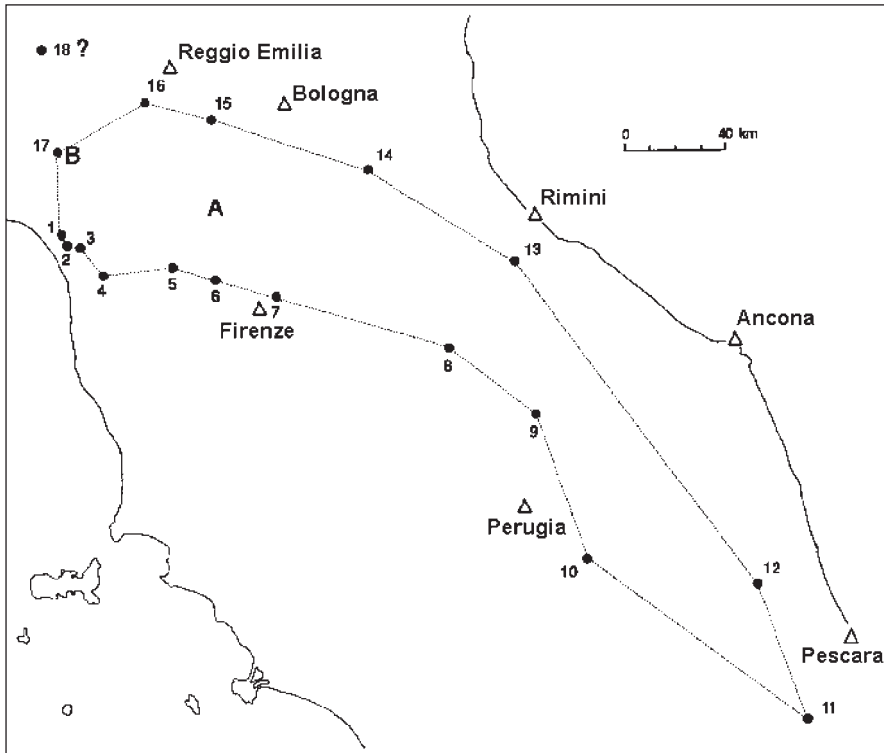 18 ?
Reggio Emilia
16
Bologna
15
0 40 km
17
B
14
A
Rimini
1
2
3
13
4
5
6
7
Firenze
Ancona
8
9
Perugia
10
12
Pescara
11